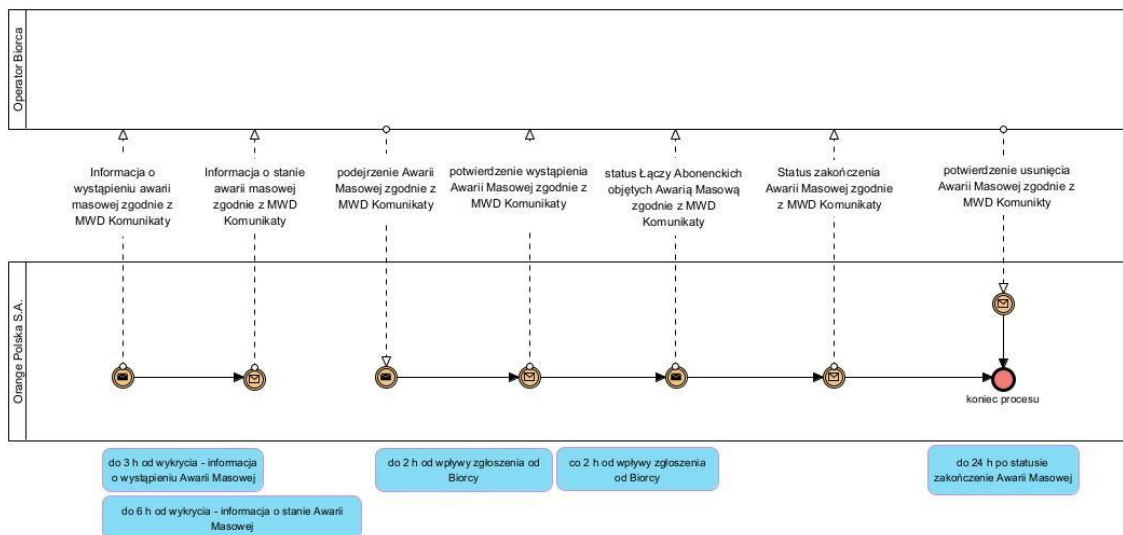 Operator Biorca
Informacja o
wystąpieniu awarii
masowej zgodnie z
MWD Komunikaty
Informacja o stanie
awarii masowej
zgodnie z MWD
Komunikaty
podejrzenie Awarii
Masowej zgodnie z
MWD Komunikaty
potwierdzenie wystąpienia
Awarii Masowej zgodnie z
MWD Komunikaty
status Łączy Abonenckich
objętych Awarią Masową
zgodnie z MWD
Komunikaty
Status zakończenia
Awarii Masowej zgodnie
z MWD Komunikaty
potwierdzenie usunięcia
Awarii Masowej zgodnie z
MWD Komunikty
Orange Polska S.A.
koniec procesu
do 3 h od wykrycia - informacja
o wystąpieniu Awarii Masowej
do 6 h od wykrycia - informacja o stanie Awarii
Masowej
do 2 h od wpływy zgłoszenia od
Biorcy
co 2 h od wpływy zgłoszenia
od Biorcy
do 24 h po statusie
zakończenie Awarii Masowej